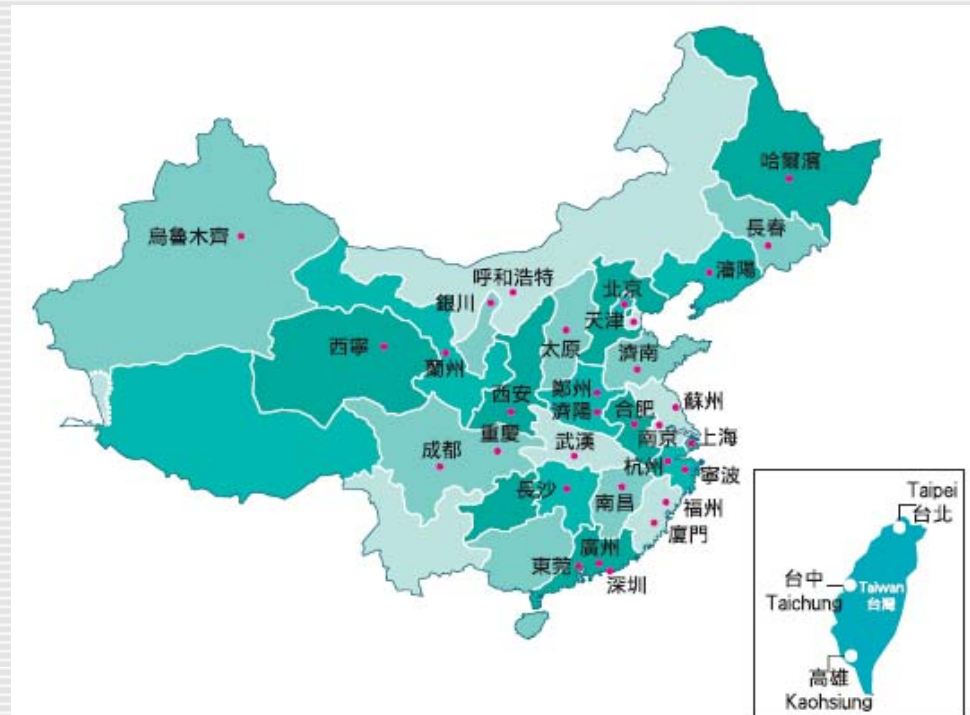 哈爾濱
長春
瀋陽
烏魯木齊
呼和浩特
銀川
北京
天津
太原
濟南
西寧
蘭州
西安
鄭州
濟陽
合肥
蘇州
南京
上海
成都
重慶
武漢
杭州
寧波
長沙
南昌
福州
廈門
廣州
東莞
深圳
Taipei
台北
台中
Taichung
Taiwan
台灣
高雄
Kaohsiung